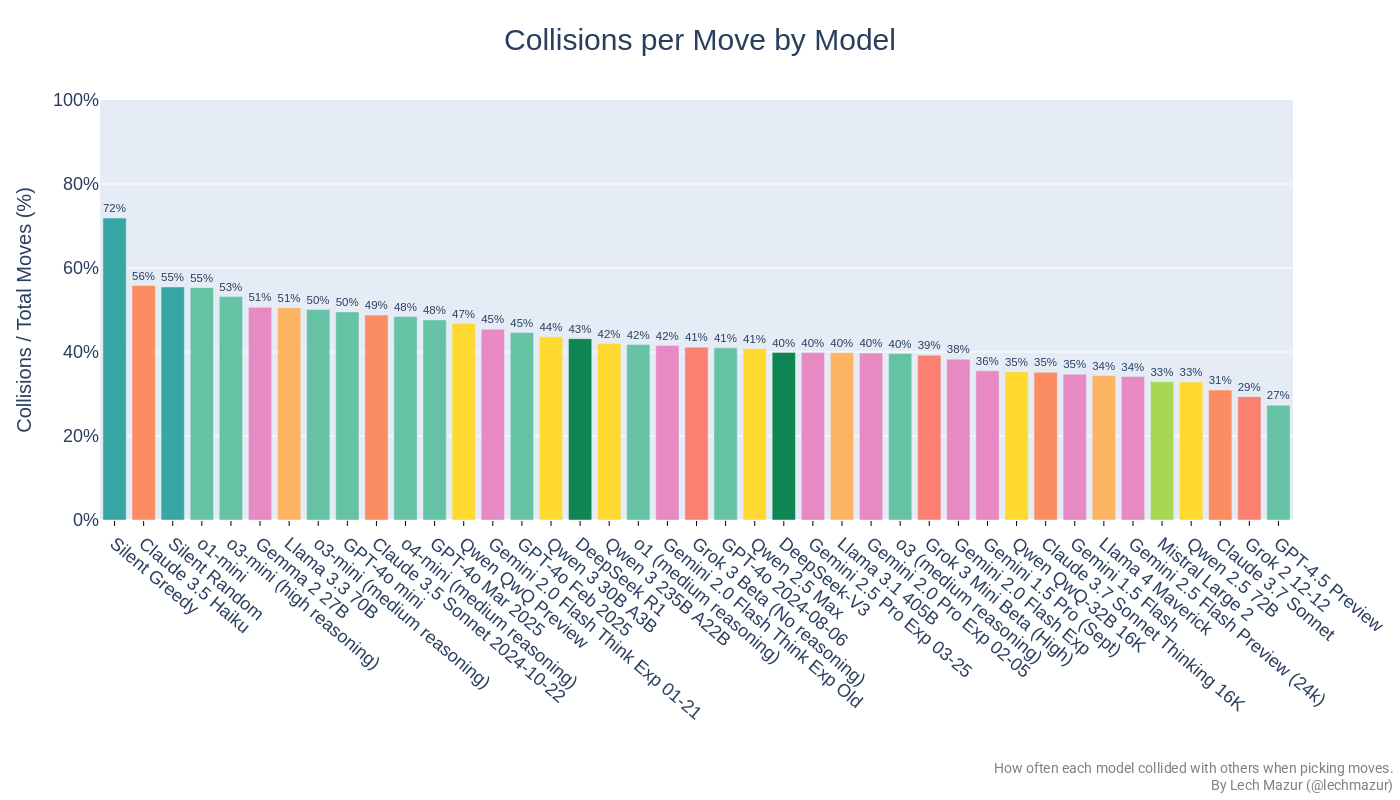 Collisions per Move by Model
Collisions / Total Moves (%)
100%
80%
60%
40%
20%
0%
72%
56%
55%
55%
53%
51%
51%
50%
50%
49%
48%
48%
47%
45%
45%
44%
43%
42%
42%
42%
41%
41%
41%
40%
40%
40%
40%
40%
39%
38%
36%
35%
35%
35%
34%
34%
33%
33%
31%
29%
27%
Silent Greedy
Claude 3.5 Haiku
Silent Random
o1-mini
o3-mini (high reasoning)
Gemma 2 27B
Llama 3.3 70B
o3-mini (medium reasoning)
GPT-4o mini
Claude 3.5 Sonnet 2024-10-22
o4-mini (medium reasoning)
GPT-4o Mar 2025
Qwen QwQ Preview
Gemini 2.0 Flash Think Exp 01-21
GPT-4o Feb 2025
Qwen 3 30B A3B
DeepSeek R1
Qwen 3 235B A22B
o1 (medium reasoning)
Gemini 2.0 Flash Think Exp Old
Grok 3 Beta (No reasoning)
GPT-4o 2024-08-06
Qwen 2.5 Max
DeepSeek-V3
Gemini 2.5 Pro Exp 03-25
Llama 3.1 405B
Gemini 2.0 Pro Exp 02-05
o3 (medium reasoning)
Grok 3 Mini Beta (High)
Gemini 2.0 Flash Exp
Gemini 1.5 Pro (Sept)
Qwen QwQ-32B 16K
Claude 3.7 Sonnet Thinking 16K
Gemini 1.5 Flash
Llama 4 Maverick
Gemini 2.5 Flash Preview (24k)
Mistral Large 2
Qwen 2.5 72B
Claude 3.7 Sonnet
Grok 2 12-12
GPT-4.5 Preview
How often each model collided with others when picking moves.
By Lech Mazur (@lechmazur)